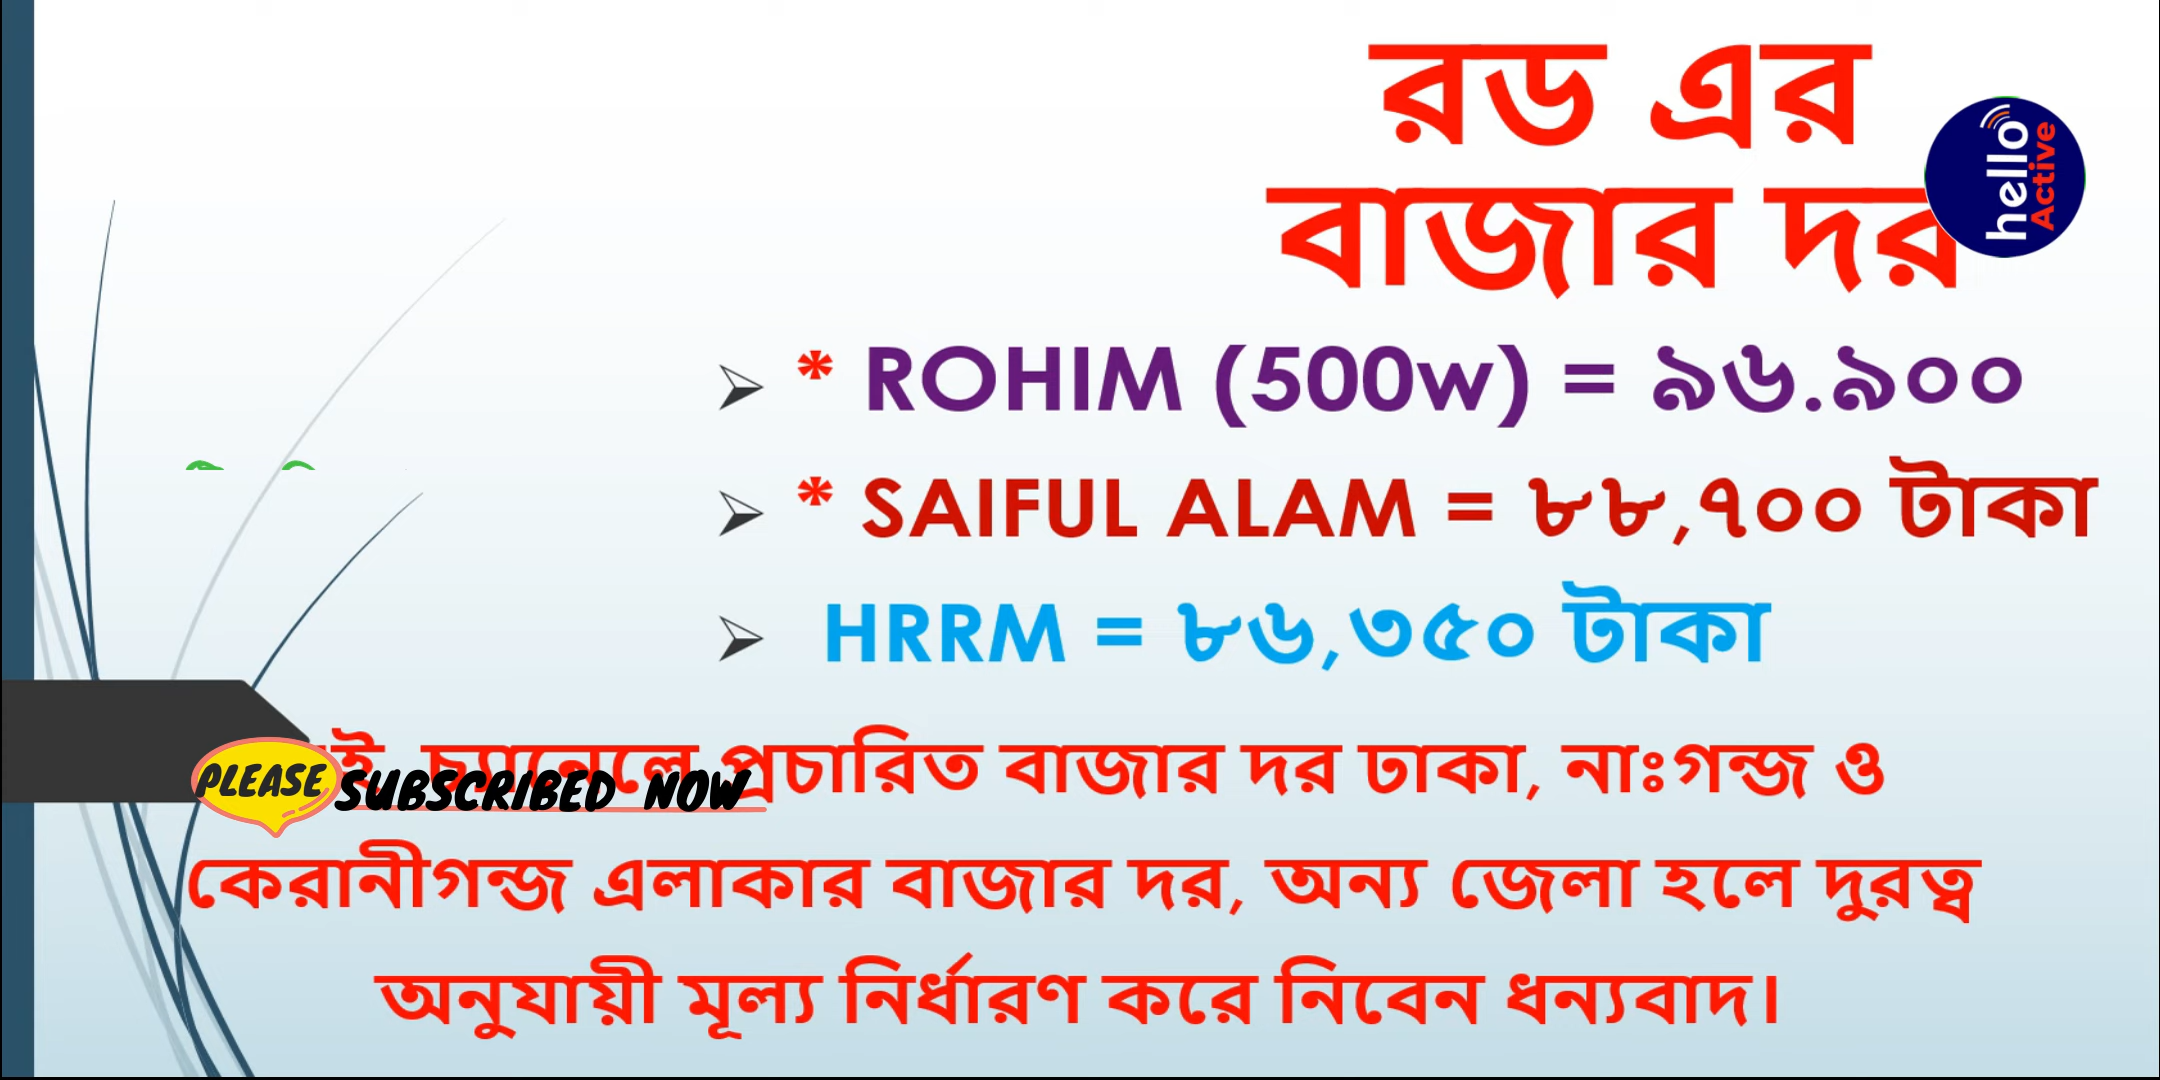 রড এর
বাজার দর
hello
Active
* ROHIM (500w) = ৯৬.৯০০
* SAIFUL ALAM = ৮৮,৭০০ টাকা
HRRM = ৮৬,৩৫০ টাকা
চ্যানেলে প্রচারিত বাজার দর ঢাকা, নাঃগন্জ ও
PLEASE SUBSCRIBED NOW
কেরানীগন্জ এলাকার বাজার দর, অন্য জেলা হলে দুরত্ব
অনুযায়ী মূল্য নির্ধারণ করে নিবেন ধন্যবাদ।